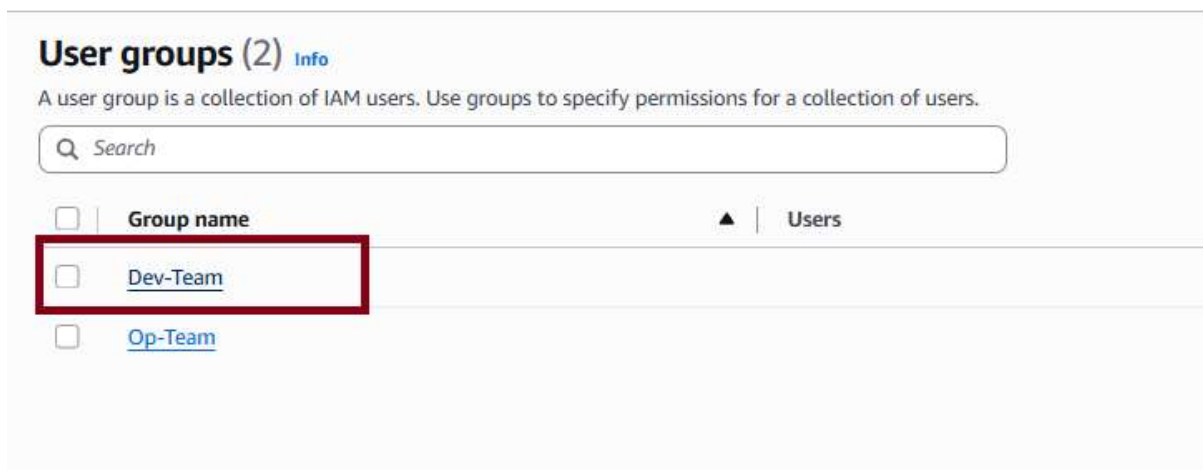 User groups (2) Info
A user group is a collection of IAM users. Use groups to specify permissions for a collection of users.
Search
Group name Users
Dev-Team
Op-Team